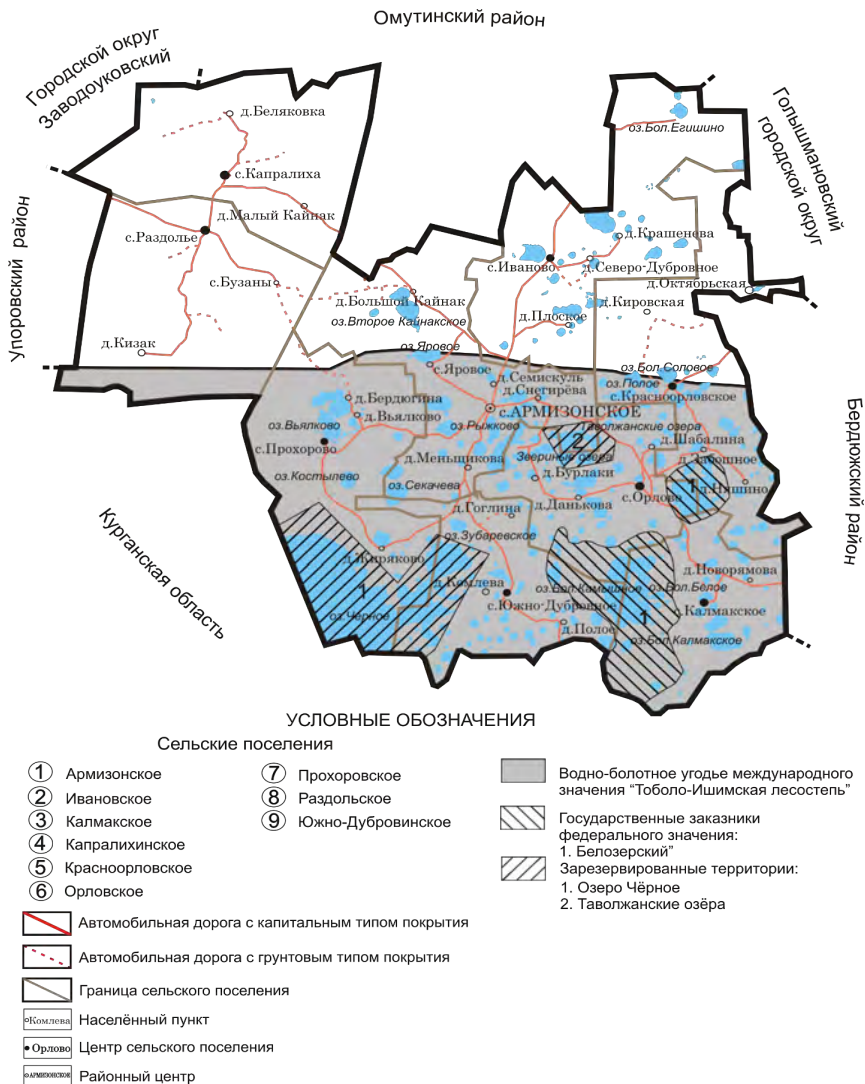 Омутинский район
Городской округ
Заводоуковский
Голышмановский
городской округ
Упоровский район
Бердюжский район
Курганская область
д.Беляковка
оз.Бол.Егишино
с.Капралиха
д.Малый Кайнак
с.Раздолье
д.Крашенева
с.Иваново
д.Северо-Дубровное
с.Бузаны
д.Октябрьская
д.Большой Кайнак
д.Кировская
оз.Второе Кайнакское
д.Плоское
д.Кизак
оз.Яровое
с.Яровое
оз.Бол.Соловое
д.Семискуль
оз.Полое
д.Снегирёва
с.Красноорловское
д.Бердюгина
д.Вьялково
с.АРМИЗОНСКОЕ
оз.Вьялково
оз.Рыжково
Таволжанские озера
2
с.Прохорово
Звериные озера
д.Шабалина
д.Меньщикова
д.Забошное
оз.Костылево
д.Бурлаки
оз.Секачева
с.Орлово
1
д.Няшино
д.Данькова
д.Гоглина
оз.Зубаревское
д.Жиряково
д.Новорямова
д.Комлева
оз.Бол.Камышное
оз.Бол.Белое
1
с.Южно-Дубровное
с.Калмакское
оз.Чёрное
1
д.Полое
оз.Бол.Калмакское
УСЛОВНЫЕ ОБОЗНАЧЕНИЯ
Сельские поселения
1 Армизонское
2 Ивановское
3 Калмакское
4 Капралихинское
5 Красноорловское
6 Орловское
7 Прохоровское
8 Раздольское
9 Южно-Дубровинское
Водно-болотное угодье международного
значения “Тоболо-Ишимская лесостепь”
Государственные заказники
федерального значения:
1. Белозерский”
Зарезервированные территории:
1. Озеро Чёрное
2. Таволжанские озёра
Автомобильная дорога с капитальным типом покрытия
Автомобильная дорога с грунтовым типом покрытия
Граница сельского поселения
Комлева Населённый пункт
Орлово Центр сельского поселения
АРМИЗОНСКОЕ Районный центр